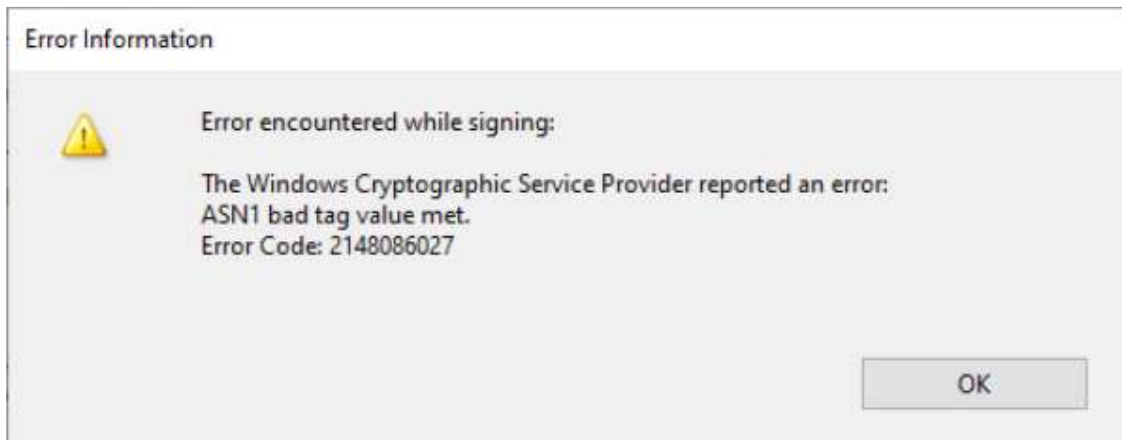 Error Information
Error encountered while signing:
The Windows Cryptographic Service Provider reported an error:
ASN1 bad tag value met.
Error Code: 2148086027
OK